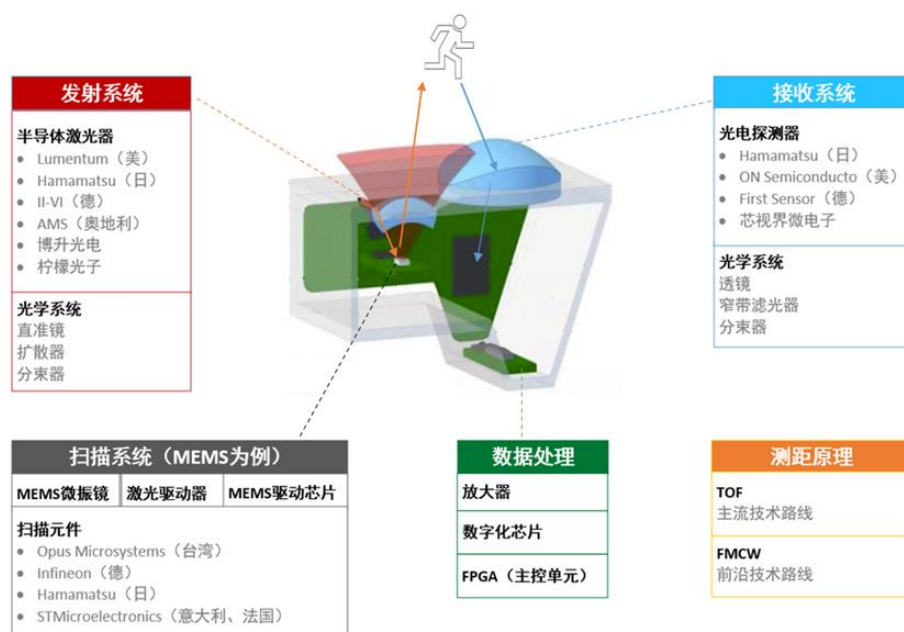 发射系统
半导体激光器
• Lumentum（美）
• Hamamatsu（日）
• II-VI（德）
• AMS（奥地利）
• 博升光电
• 柠檬光子
光学系统
直准镜
扩散器
分束器
接收系统
光电探测器
• Hamamatsu（日）
• ON Semiconducto（美）
• First Sensor（德）
• 芯视界微电子
光学系统
透镜
窄带滤光器
分束器
扫描系统（MEMS为例）
MEMS微振镜 激光驱动器 MEMS驱动芯片
扫描元件
• Opus Microsystems（台湾）
• Infineon（德）
• Hamamatsu（日）
• STMicroelectronics（意大利、法国）
数据处理
放大器
数字化芯片
FPGA（主控单元）
测距原理
TOF
主流技术路线
FMCW
前沿技术路线